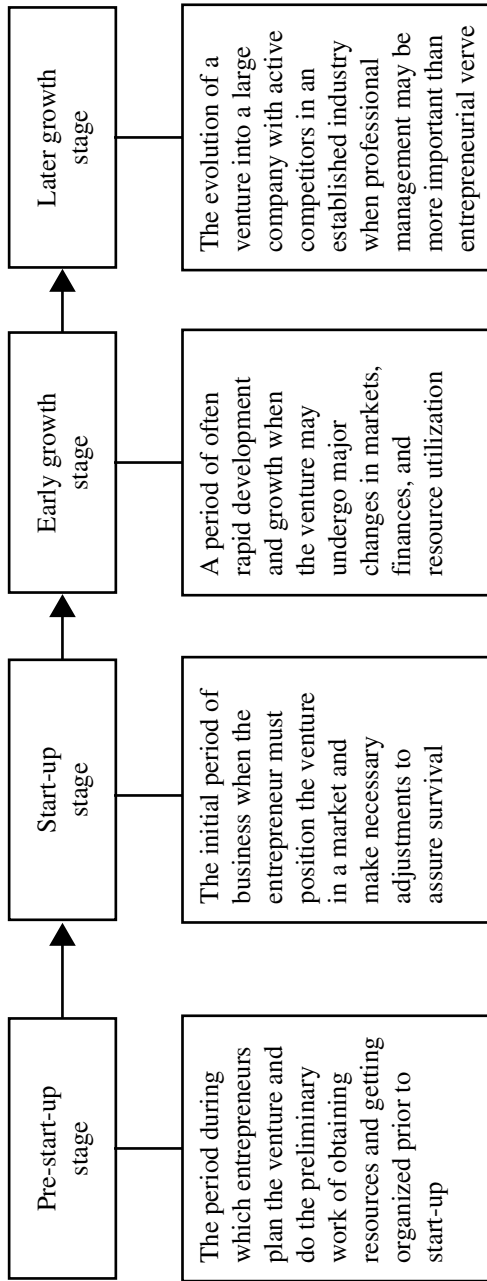 Pre-start-up
stage
The period during
which entrepreneurs
plan the venture and
do the preliminary
work of obtaining
resources and getting
organized prior to
start-up
Start-up
stage
The initial period of
business when the
entrepreneur must
position the venture
in a market and
make necessary
adjustments to
assure survival
Early growth
stage
A period of often
rapid development
and growth when
the venture may
undergo major
changes in markets,
finances, and
resource utilization
Later growth
stage
The evolution of a
venture into a large
company with active
competitors in an
established industry
when professional
management may be
more important than
entrepreneurial verve